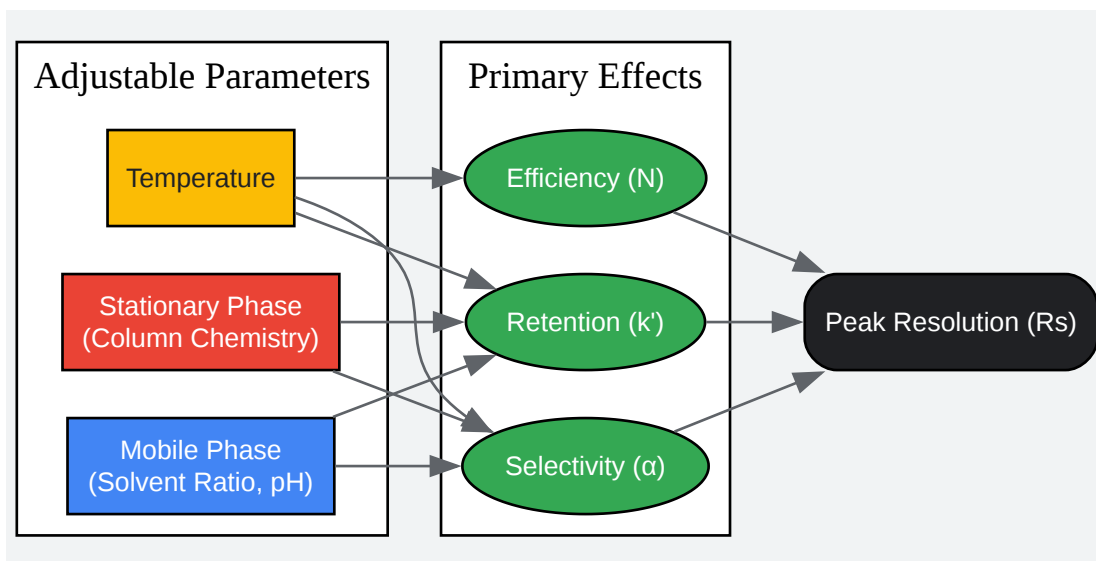 Adjustable Parameters
Temperature
Stationary Phase
(Column Chemistry)
Mobile Phase
(Solvent Ratio, pH)
Primary Effects
Efficiency (N)
Retention (k')
Selectivity (α)
Peak Resolution (Rs)